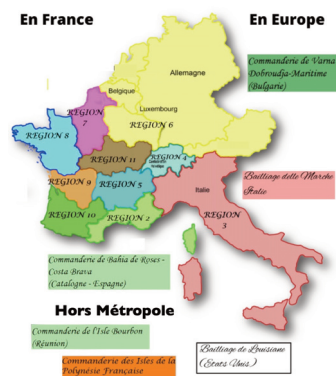 En France
En Europe
Commanderie de Varna
Dobroudja-Maritime
(Bulgarie)
Allemagne
Belgique
Luxembourg
REGION 7
REGION 6
REGION 8
REGION 11
REGION 4
REGION 9
REGION 5
REGION 10
REGION 2
Italie
REGION 3
Bailliage delle Marche
Italie
Commanderie de Bahia de Roses -
Costa Brava
(Catalogne - Espagne)
Hors Métropole
Commanderie de l'Isle Bourbon
(Réunion)
Commanderie des Isles de la
Polynésie Française
Bailliage de Louisiane
(Etats Unis)